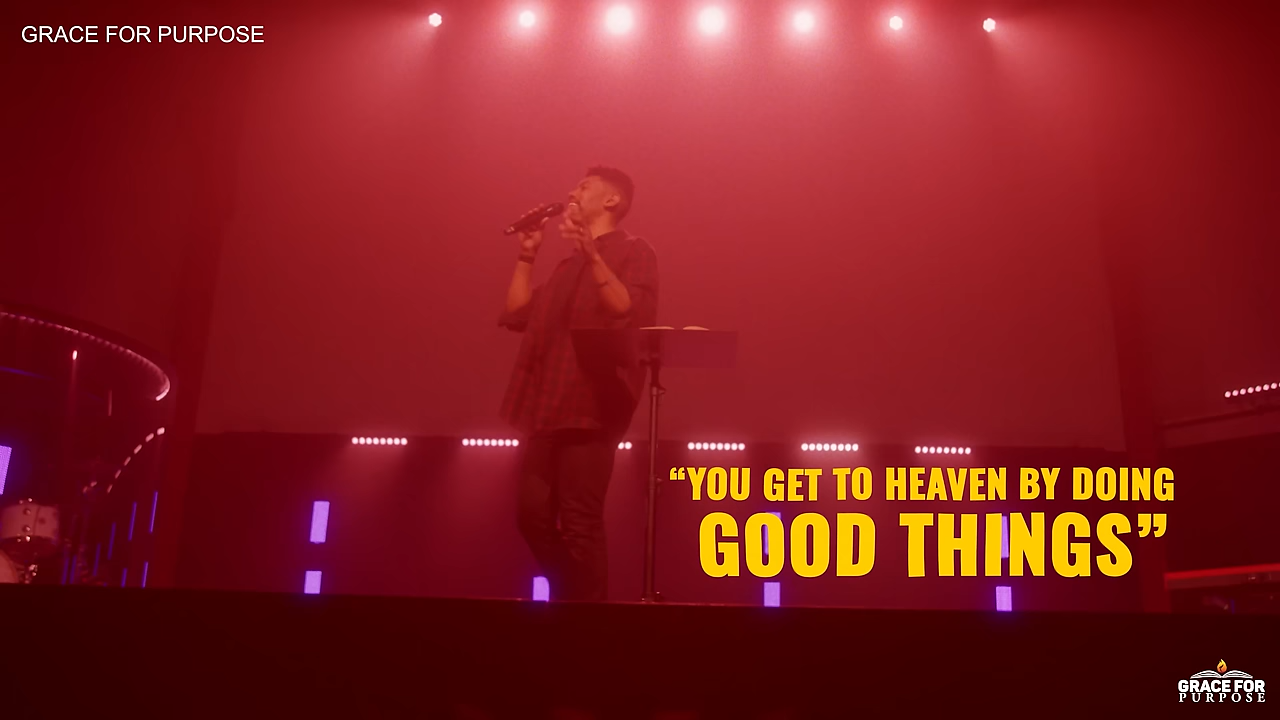 GRACE FOR PURPOSE
“YOU GET TO HEAVEN BY DOING
GOOD THINGS”
GRACE FOR
PURPOSE